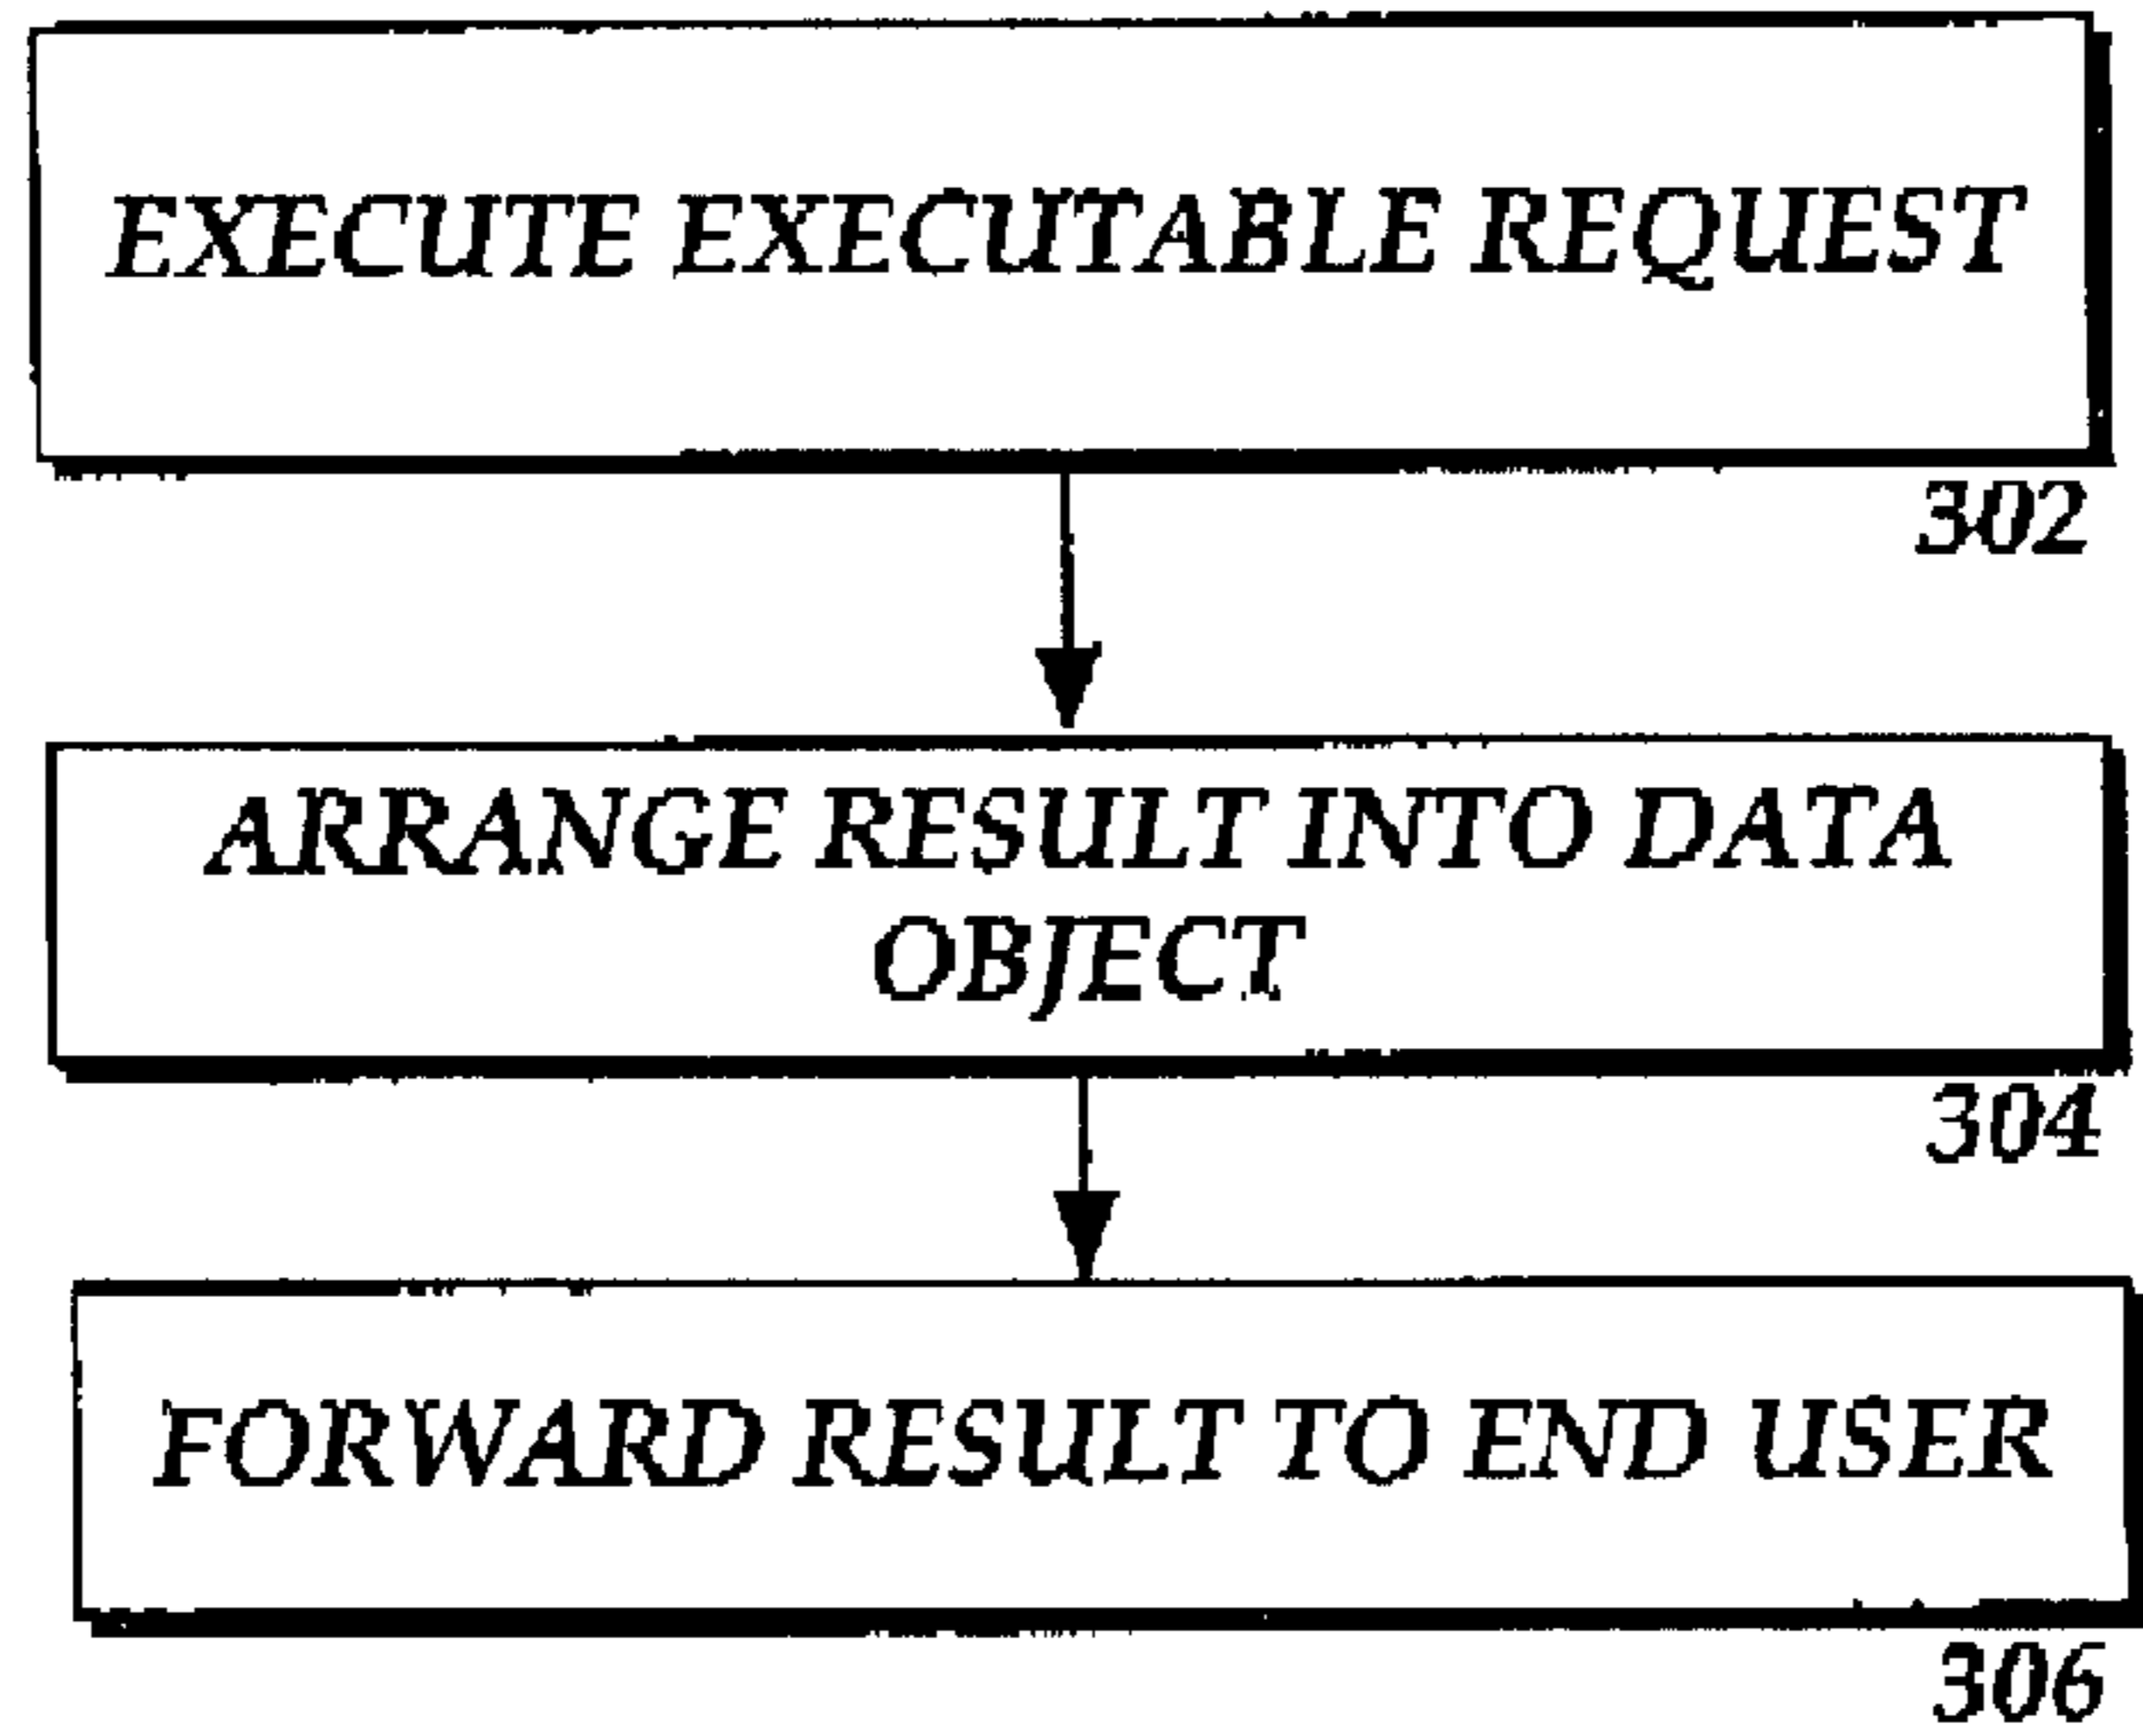 EXECUTE EXECUTABLE REQUEST
302
ARRANGE RESULT INTO DATA
OBJECT
304
FORWARD RESULT TO END USER
306